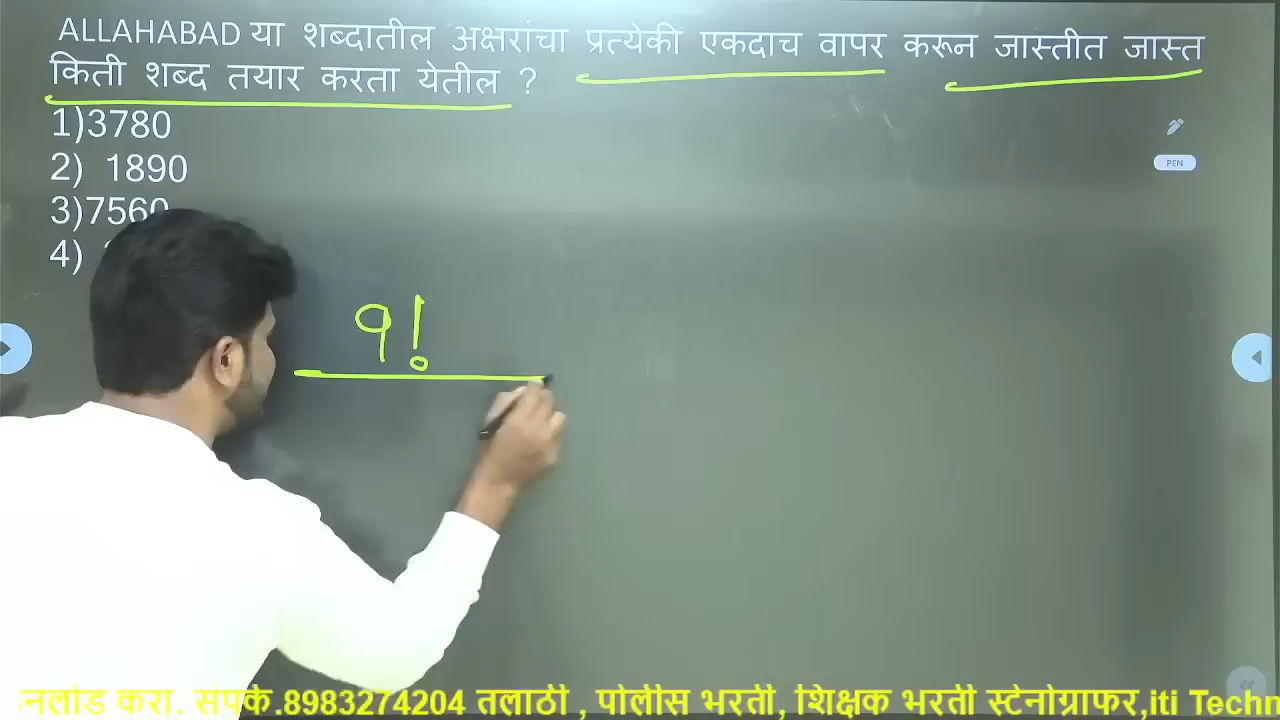 ALLAHABAD या शब्दातील अक्षरांचा प्रत्येकी एकदाच वापर करून जास्तीत जास्त
किती शब्द तयार करता येतील ?
1)3780
2) 1890
3)7560
4)
PEN
9!
करा. संपर्क.8983274204 तलाठी , पोलीस भरती, शिक्षक भरती स्टेनोग्राफर,iti